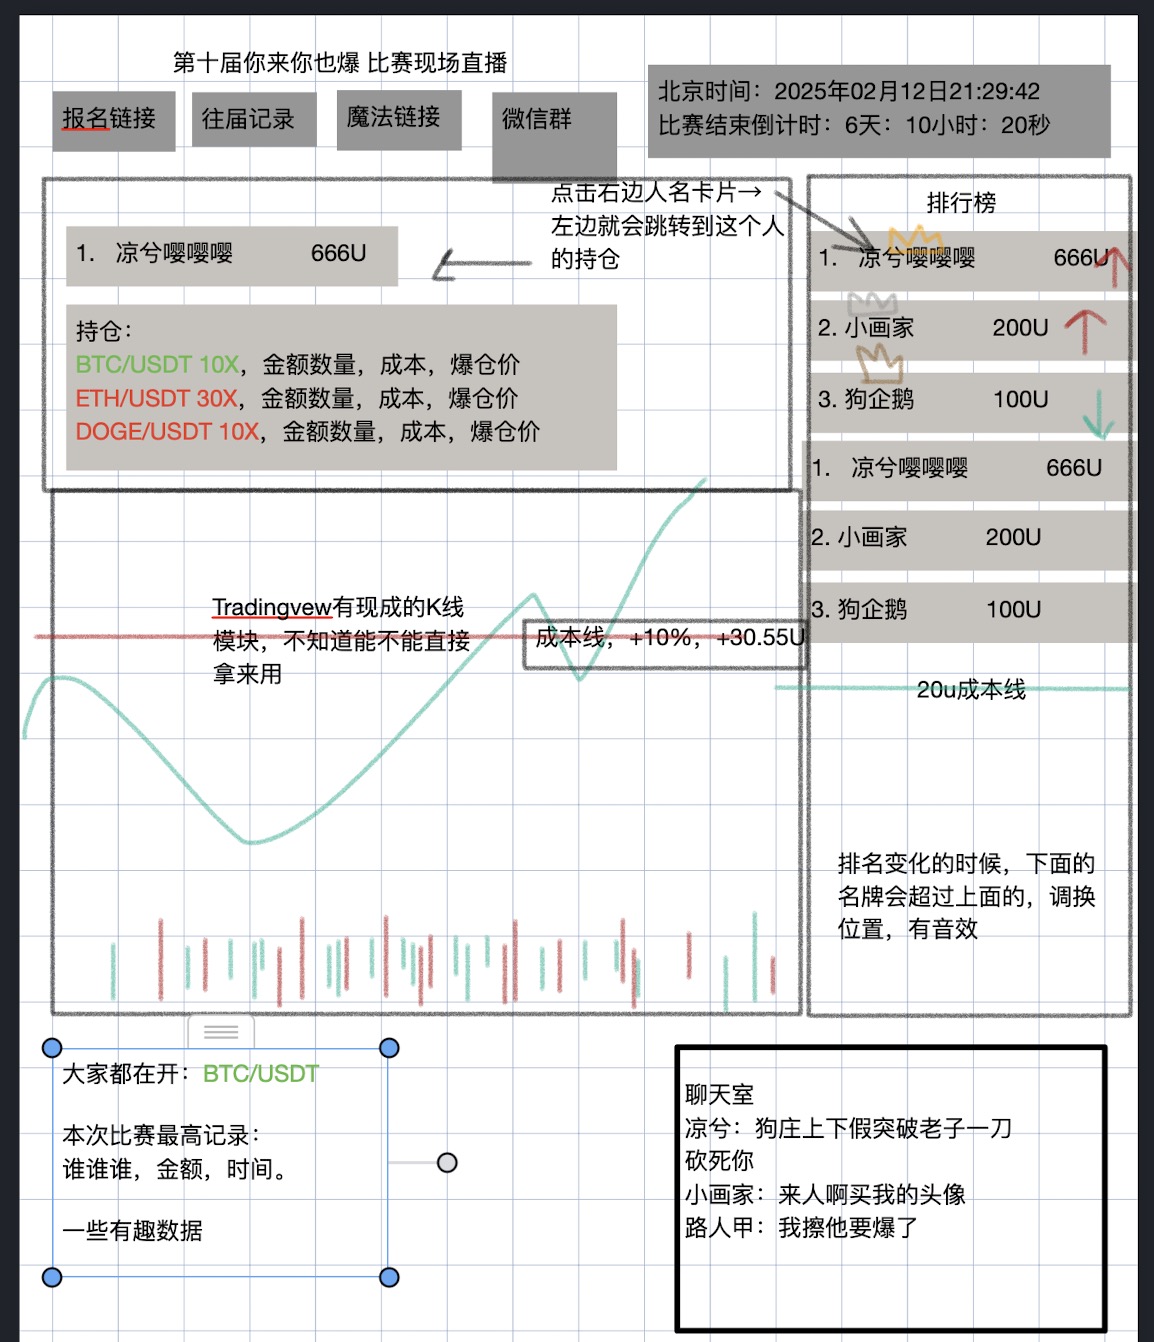 第十届你来你也爆 比赛现场直播
报名链接
往届记录
魔法链接
微信群
北京时间：2025年02月12日21:29:42
比赛结束倒计时：6天：10小时：20秒
点击右边人名卡片→
左边就会跳转到这个人
的持仓
1. 凉兮嘤嘤嘤 666U
持仓：
BTC/USDT 10X，金额数量，成本，爆仓价
ETH/USDT 30X，金额数量，成本，爆仓价
DOGE/USDT 10X，金额数量，成本，爆仓价
排行榜
1. 凉兮嘤嘤嘤 666U
2. 小画家 200U
3. 狗企鹅 100U
1. 凉兮嘤嘤嘤 666U
2. 小画家 200U
3. 狗企鹅 100U
20u成本线
排名变化的时候，下面的
名牌会超过上面的，调换
位置，有音效
Tradingvew有现成的K线
模块，不知道能不能直接
拿来用
成本线，+10%，+30.55U
大家都在开：BTC/USDT
本次比赛最高记录：
谁谁谁，金额，时间。
一些有趣数据
聊天室
凉兮：狗庄上下假突破老子一刀
砍死你
小画家：来人啊买我的头像
路人甲：我擦他要爆了